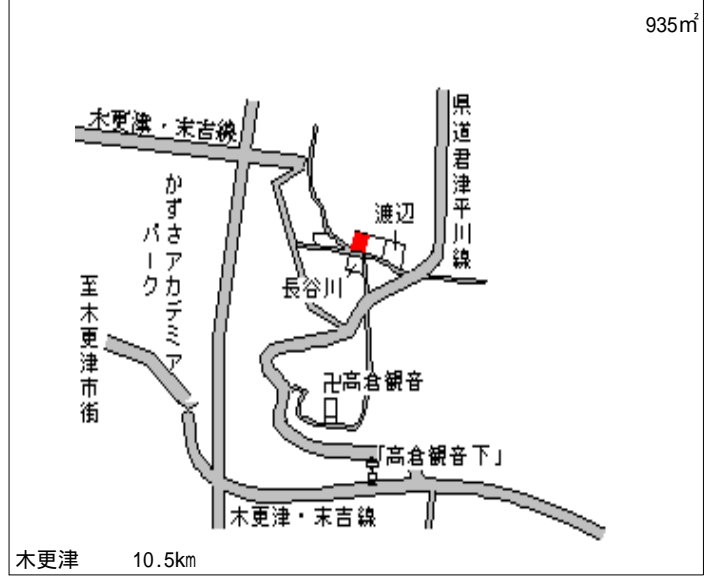 935㎡
木更津・末吉線
県道君津平川線
かずさアカデミア
パーク
渡辺
長谷川
至木更津市街
卍高倉観音
「高倉観音下」
木更津・末吉線
木更津 10.5㎞